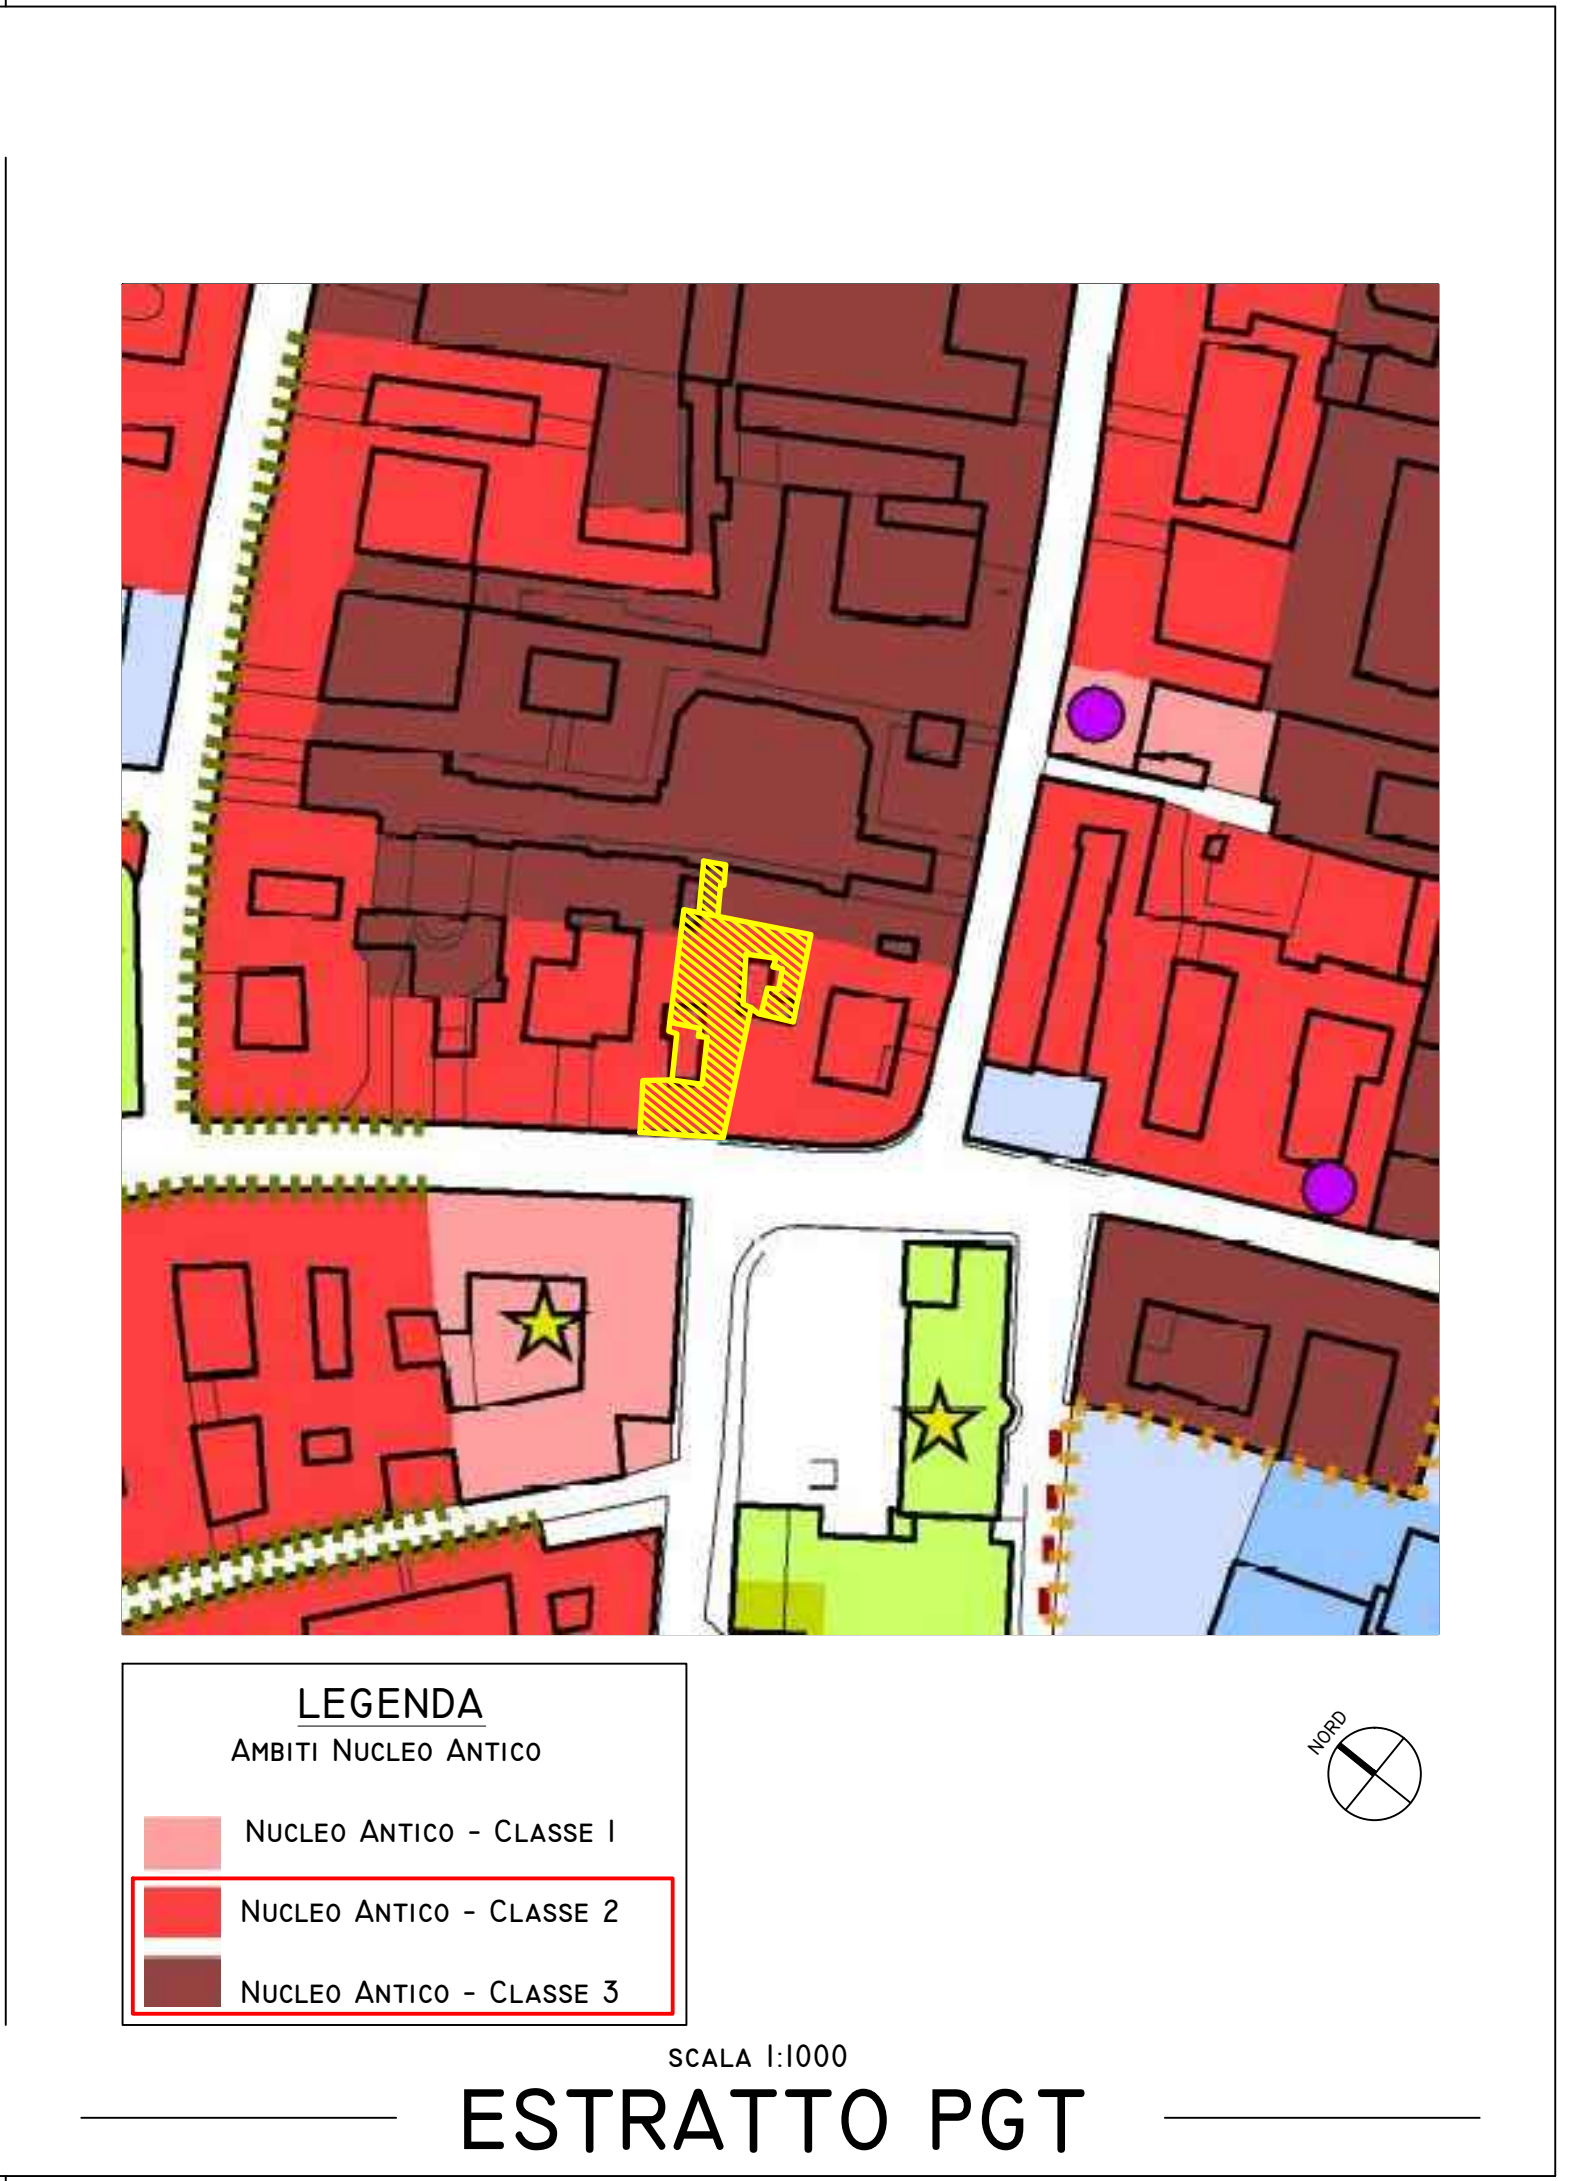 LEGENDA
AMBITI NUCLEO ANTICO
NORD
NUCLEO ANTICO - CLASSE 1
NUCLEO ANTICO - CLASSE 2
NUCLEO ANTICO - CLASSE 3
SCALA 1:1000
ESTRATTO PGT